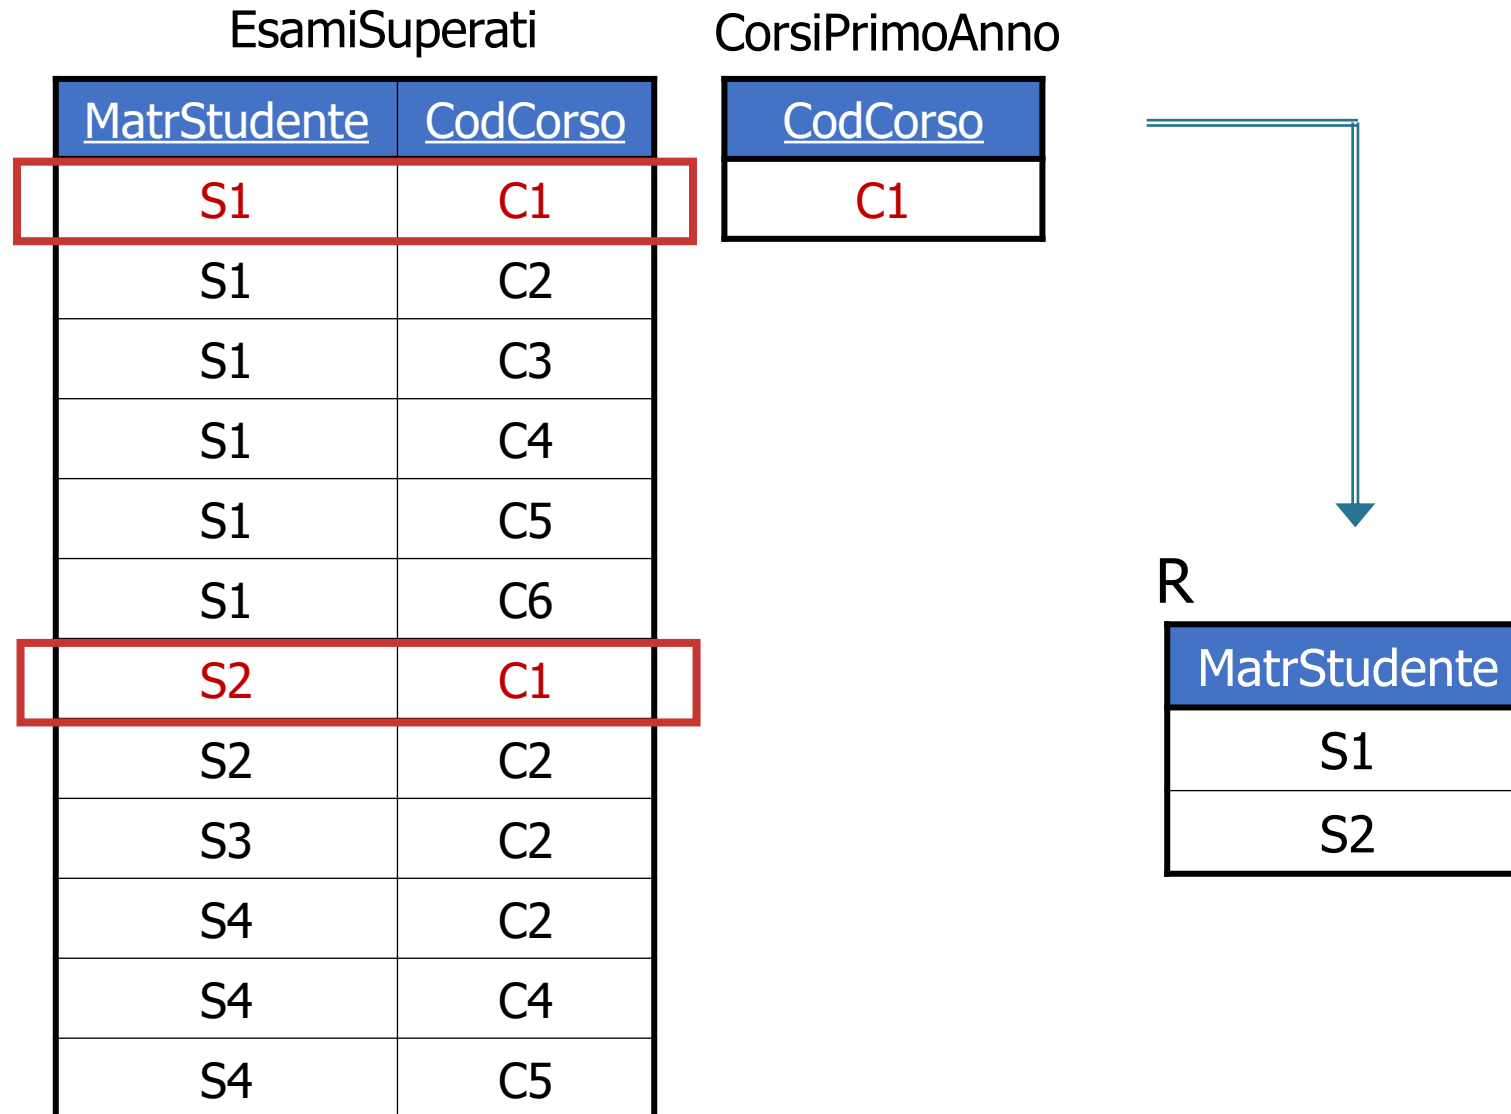 EsamiSuperati CorsiPrimoAnno
MatrStudente CodCorso CodCorso
S1 C1 C1
S1 C2
S1 C3
S1 C4
S1 C5
S1 C6
S2 C1
S2 C2
S3 C2
S4 C2
S4 C4
S4 C5
R
MatrStudente
S1
S2